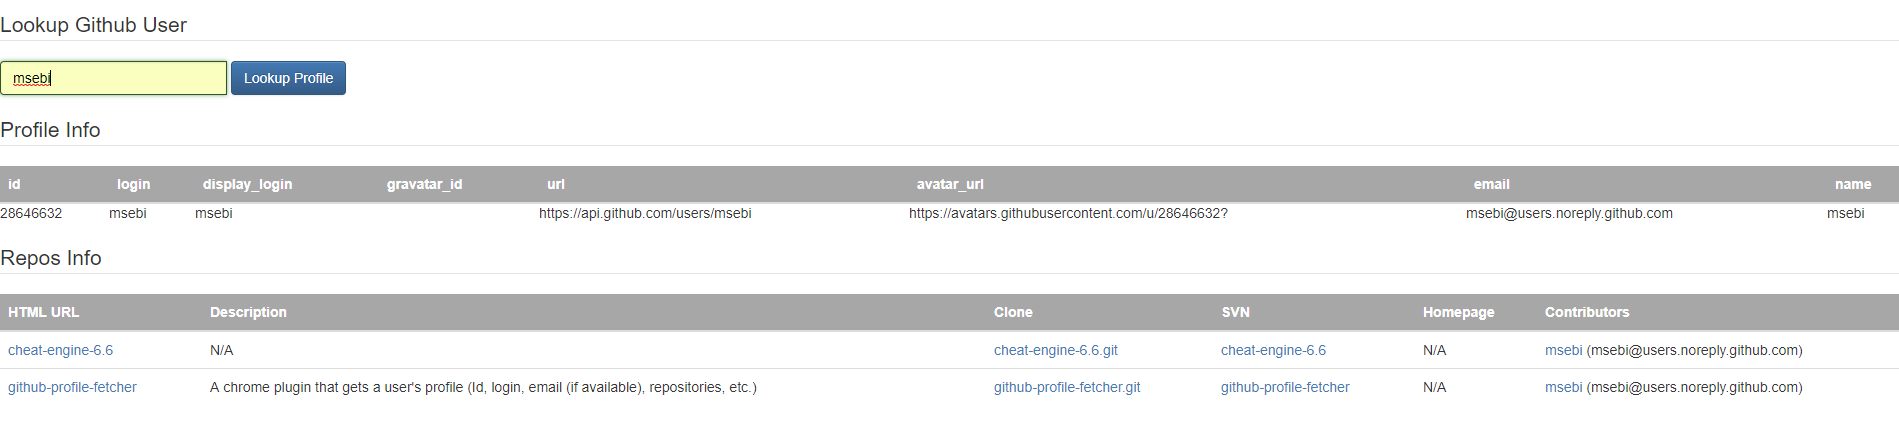 Lookup Github User
msebi Lookup Profile
Profile Info
id login display_login gravatar_id url avatar_url email name
28646632 msebi msebi https://api.github.com/users/msebi https://avatars.githubusercontent.com/u/28646632? msebi@users.noreply.github.com msebi
Repos Info
HTML URL Description Clone SVN Homepage Contributors
cheat-engine-6.6 N/A cheat-engine-6.6.git cheat-engine-6.6 N/A msebi (msebi@users.noreply.github.com)
github-profile-fetcher A chrome plugin that gets a user's profile (Id, login, email (if available), repositories, etc.) github-profile-fetcher.git github-profile-fetcher N/A msebi (msebi@users.noreply.github.com)